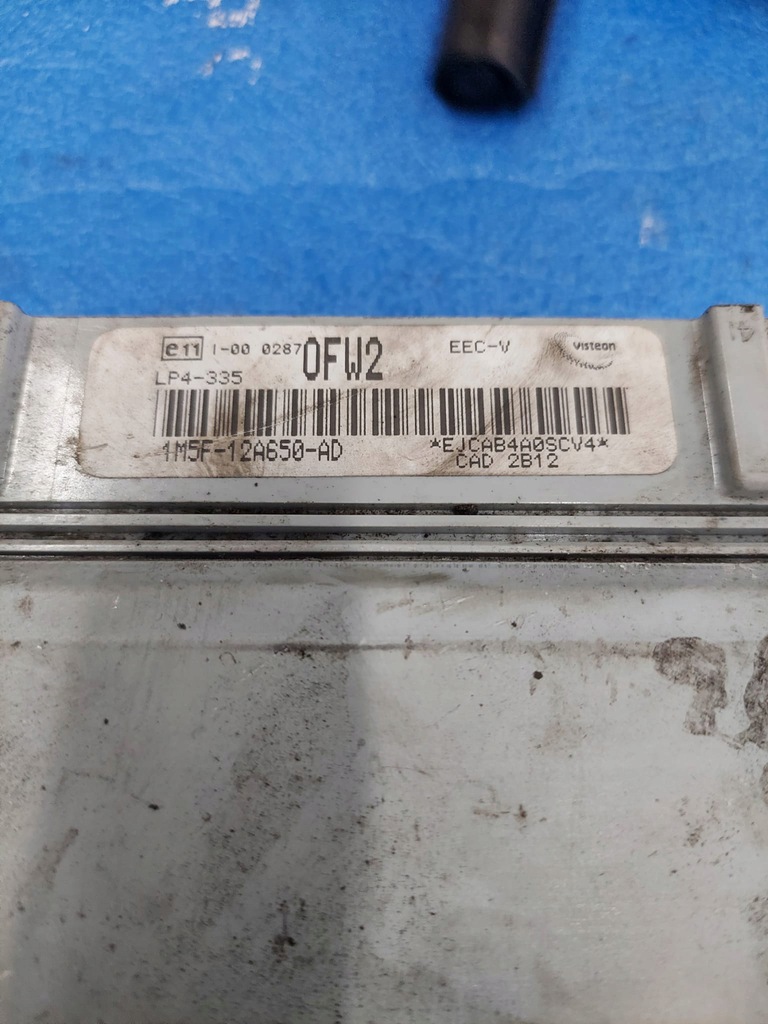 e11 1-00 0287 0FW2 EEC-V Visteon
LP4-335
1M5F-12A650-AD *EJCAB4A0SCV4*
CAD 2B12